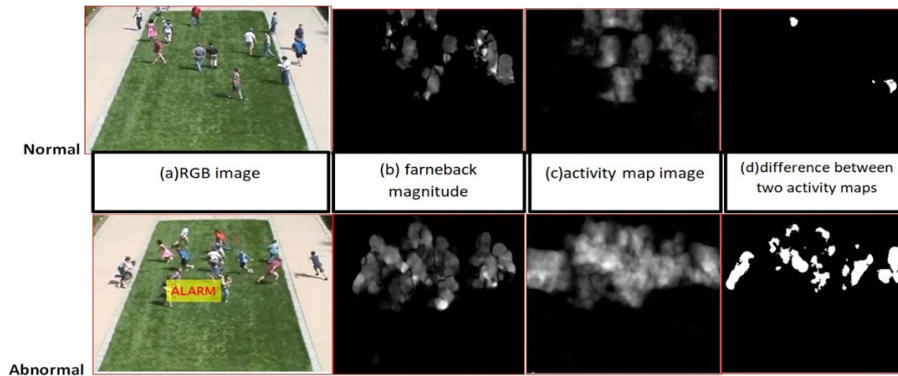 Normal
(a)RGB image
(b) farneback
magnitude
(c)activity map image
(d)difference between
two activity maps
ALARM
Abnormal